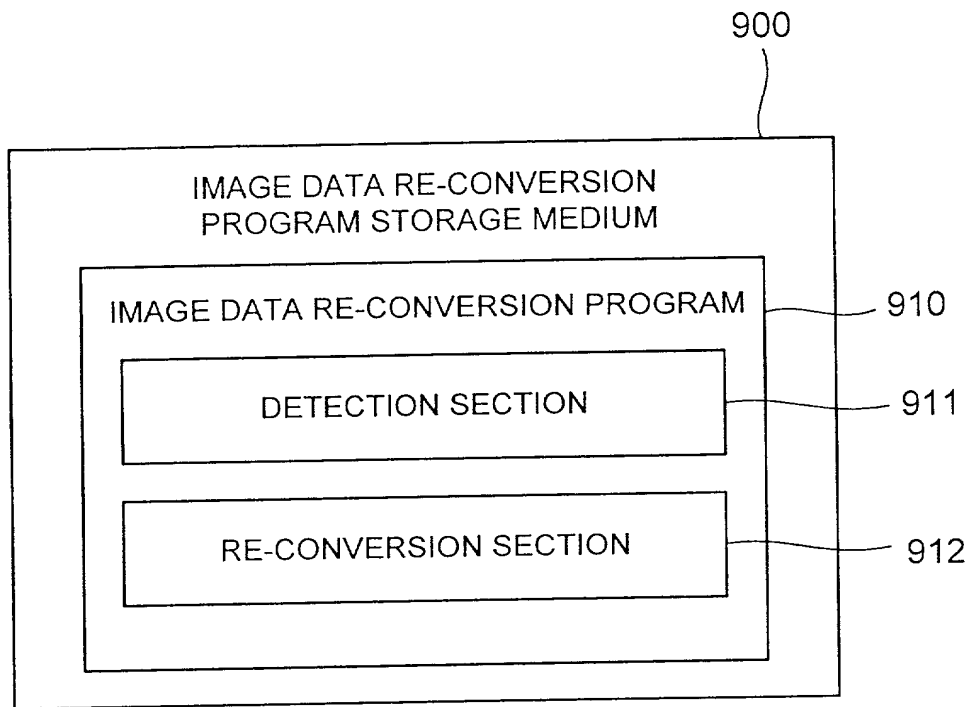 900
IMAGE DATA RE-CONVERSION
PROGRAM STORAGE MEDIUM
IMAGE DATA RE-CONVERSION PROGRAM
910
DETECTION SECTION
911
RE-CONVERSION SECTION
912